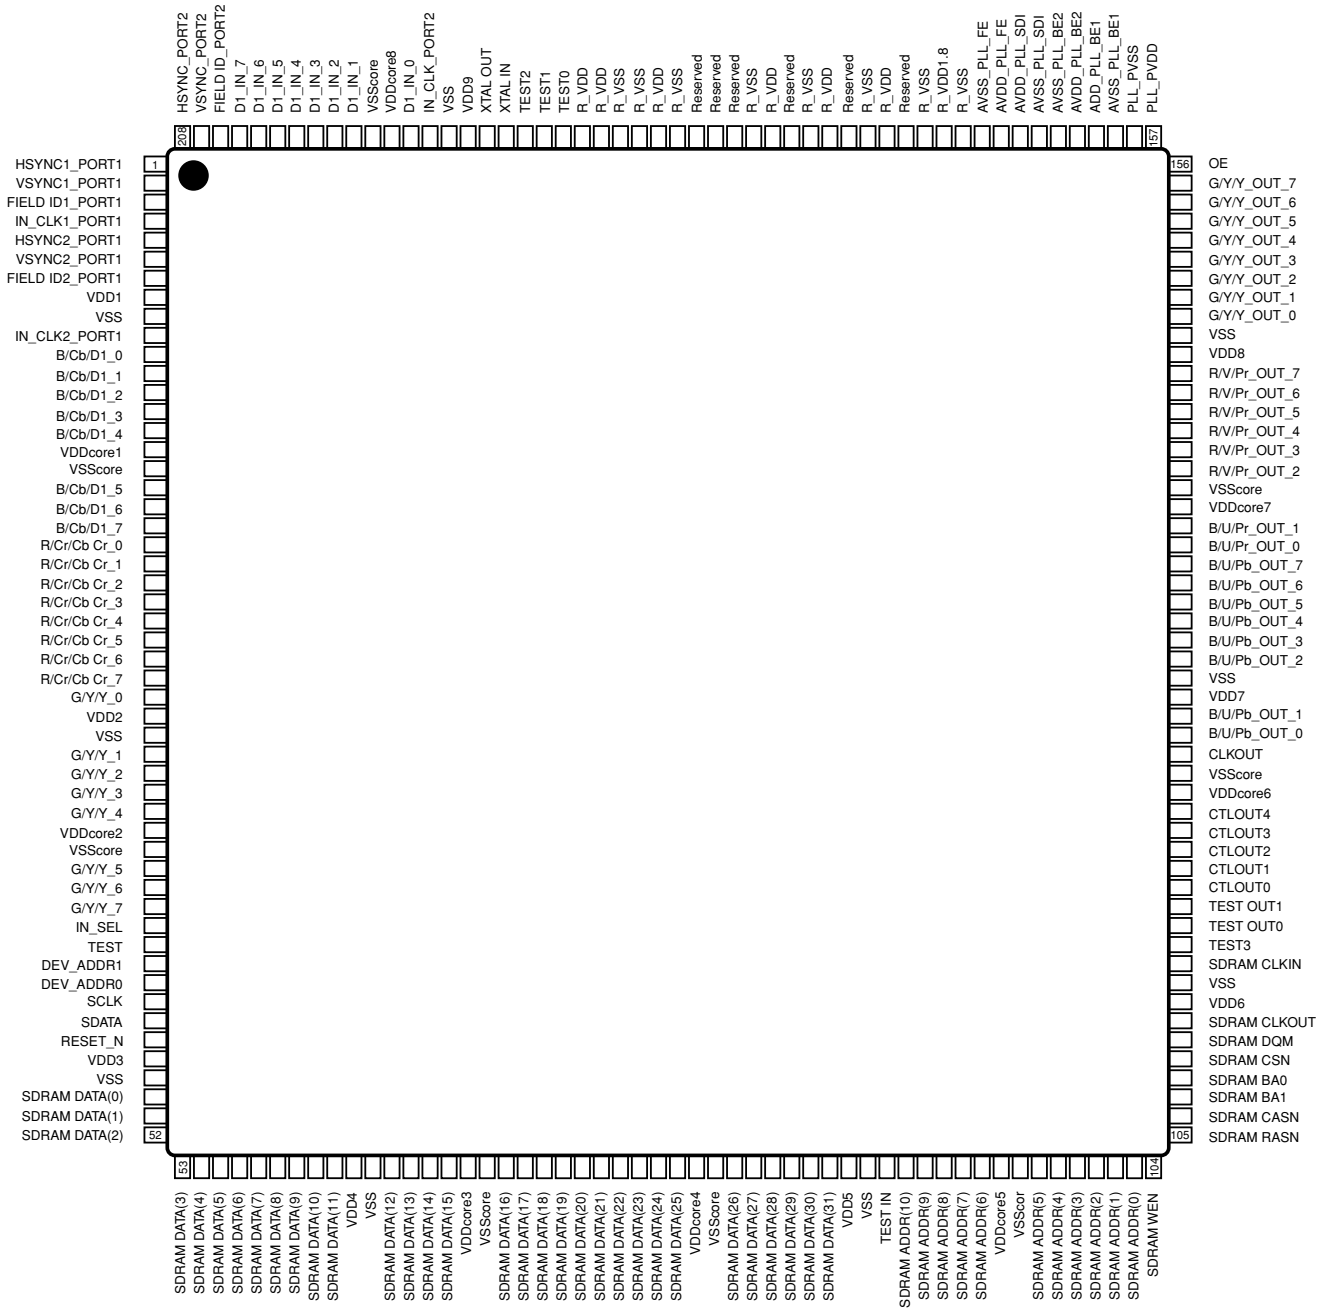 HSYNC_PORT2
VSYNC_PORT2
FIELD ID_PORT2
D1_IN_7
D1_IN_6
D1_IN_5
D1_IN_4
D1_IN_3
D1_IN_2
D1_IN_1
VSScore
VDDcore8
D1_IN_0
IN_CLK_PORT2
VSS
VDD9
XTAL OUT
XTAL IN
TEST2
TEST1
TEST0
R_VDD
R_VDD
R_VSS
R_VSS
R_VDD
R_VSS
Reserved
Reserved
Reserved
R_VSS
R_VDD
Reserved
R_VSS
R_VDD
Reserved
R_VSS
R_VDD
Reserved
R_VSS
R_VDD1.8
R_VSS
AVSS_PLL_FE
AVDD_PLL_FE
AVDD_PLL_SDI
AVSS_PLL_SDI
AVSS_PLL_BE2
AVDD_PLL_BE2
ADD_PLL_BE1
AVSS_PLL_BE1
PLL_PVSS
PLL_PVDD
208
157
HSYNC1_PORT1
1
VSYNC1_PORT1
FIELD ID1_PORT1
IN_CLK1_PORT1
HSYNC2_PORT1
VSYNC2_PORT1
FIELD ID2_PORT1
VDD1
VSS
IN_CLK2_PORT1
B/Cb/D1_0
B/Cb/D1_1
B/Cb/D1_2
B/Cb/D1_3
B/Cb/D1_4
VDDcore1
VSScore
B/Cb/D1_5
B/Cb/D1_6
B/Cb/D1_7
R/Cr/Cb Cr_0
R/Cr/Cb Cr_1
R/Cr/Cb Cr_2
R/Cr/Cb Cr_3
R/Cr/Cb Cr_4
R/Cr/Cb Cr_5
R/Cr/Cb Cr_6
R/Cr/Cb Cr_7
G/Y/Y_0
VDD2
VSS
G/Y/Y_1
G/Y/Y_2
G/Y/Y_3
G/Y/Y_4
VDDcore2
VSScore
G/Y/Y_5
G/Y/Y_6
G/Y/Y_7
IN_SEL
TEST
DEV_ADDR1
DEV_ADDR0
SCLK
SDATA
RESET_N
VDD3
VSS
SDRAM DATA(0)
SDRAM DATA(1)
SDRAM DATA(2)
52
156
OE
G/Y/Y_OUT_7
G/Y/Y_OUT_6
G/Y/Y_OUT_5
G/Y/Y_OUT_4
G/Y/Y_OUT_3
G/Y/Y_OUT_2
G/Y/Y_OUT_1
G/Y/Y_OUT_0
VSS
VDD8
R/V/Pr_OUT_7
R/V/Pr_OUT_6
R/V/Pr_OUT_5
R/V/Pr_OUT_4
R/V/Pr_OUT_3
R/V/Pr_OUT_2
VSScore
VDDcore7
B/U/Pr_OUT_1
B/U/Pr_OUT_0
B/U/Pb_OUT_7
B/U/Pb_OUT_6
B/U/Pb_OUT_5
B/U/Pb_OUT_4
B/U/Pb_OUT_3
B/U/Pb_OUT_2
VSS
VDD7
B/U/Pb_OUT_1
B/U/Pb_OUT_0
CLKOUT
VSScore
VDDcore6
CTLOUT4
CTLOUT3
CTLOUT2
CTLOUT1
CTLOUT0
TEST OUT1
TEST OUT0
TEST3
SDRAM CLKIN
VSS
VDD6
SDRAM CLKOUT
SDRAM DQM
SDRAM CSN
SDRAM BA0
SDRAM BA1
SDRAM CASN
105
SDRAM RASN
53
104
SDRAM DATA(3)
SDRAM DATA(4)
SDRAM DATA(5)
SDRAM DATA(6)
SDRAM DATA(7)
SDRAM DATA(8)
SDRAM DATA(9)
SDRAM DATA(10)
SDRAM DATA(11)
VDD4
VSS
SDRAM DATA(12)
SDRAM DATA(13)
SDRAM DATA(14)
SDRAM DATA(15)
VDDcore3
VSScore
SDRAM DATA(16)
SDRAM DATA(17)
SDRAM DATA(18)
SDRAM DATA(19)
SDRAM DATA(20)
SDRAM DATA(21)
SDRAM DATA(22)
SDRAM DATA(23)
SDRAM DATA(24)
SDRAM DATA(25)
VDDcore4
VSScore
SDRAM DATA(26)
SDRAM DATA(27)
SDRAM DATA(28)
SDRAM DATA(29)
SDRAM DATA(30)
SDRAM DATA(31)
VDD5
VSS
TEST IN
SDRAM ADDR(10)
SDRAM ADDR(9)
SDRAM ADDR(8)
SDRAM ADDR(7)
SDRAM ADDR(6)
VDDcore5
VSScor
SDRAM ADDR(5)
SDRAM ADDR(4)
SDRAM ADDR(3)
SDRAM ADDR(2)
SDRAM ADDR(1)
SDRAM ADDR(0)
SDRAM WEN